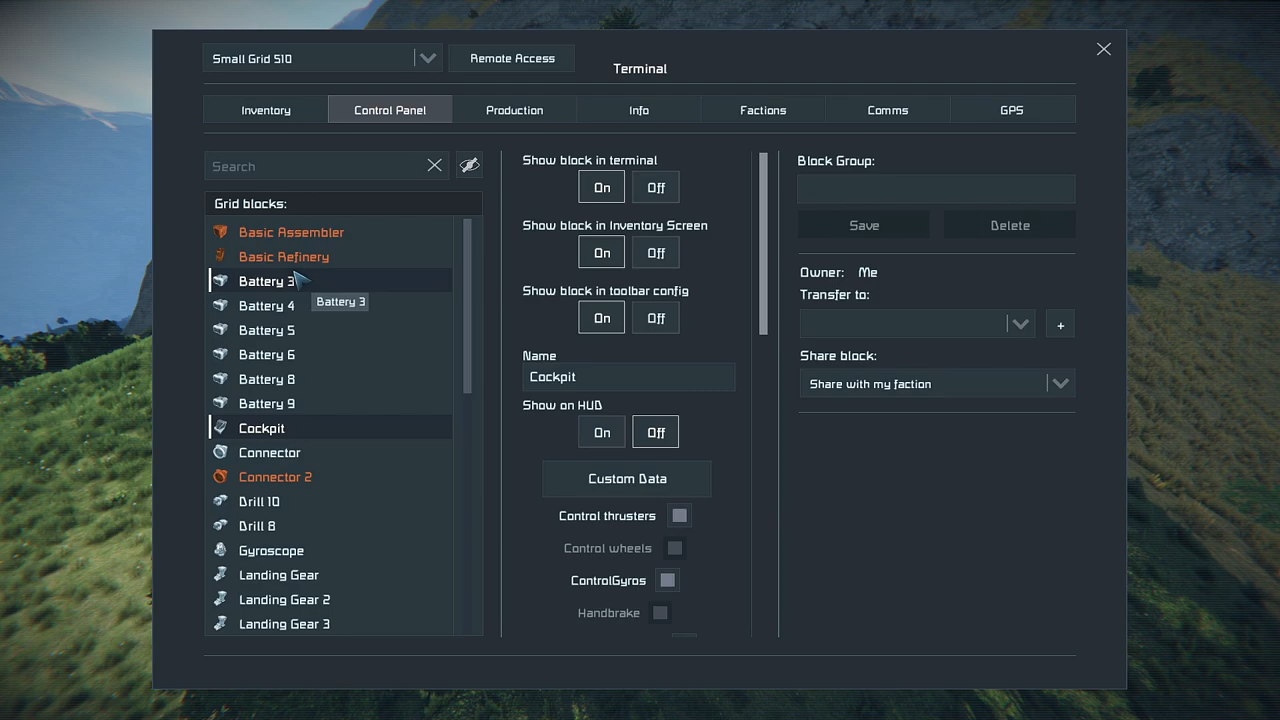 Small Grid 510
Remote Access
Terminal
Inventory
Control Panel
Production
Info
Factions
Comms
GPS
Search
Grid blocks:
Basic Assembler
Basic Refinery
Battery 3
Battery 3
Battery 4
Battery 5
Battery 6
Battery 8
Battery 9
Cockpit
Connector
Connector 2
Drill 10
Drill 8
Gyroscope
Landing Gear
Landing Gear 2
Landing Gear 3
Show block in terminal
On Off
Show block in Inventory Screen
On Off
Show block in toolbar config
On Off
Name
Cockpit
Show on HUD
On Off
Custom Data
Control thrusters
Control wheels
ControlGyros
Handbrake
Block Group:
Save
Delete
Owner: Me
Transfer to:
+
Share block:
Share with my faction